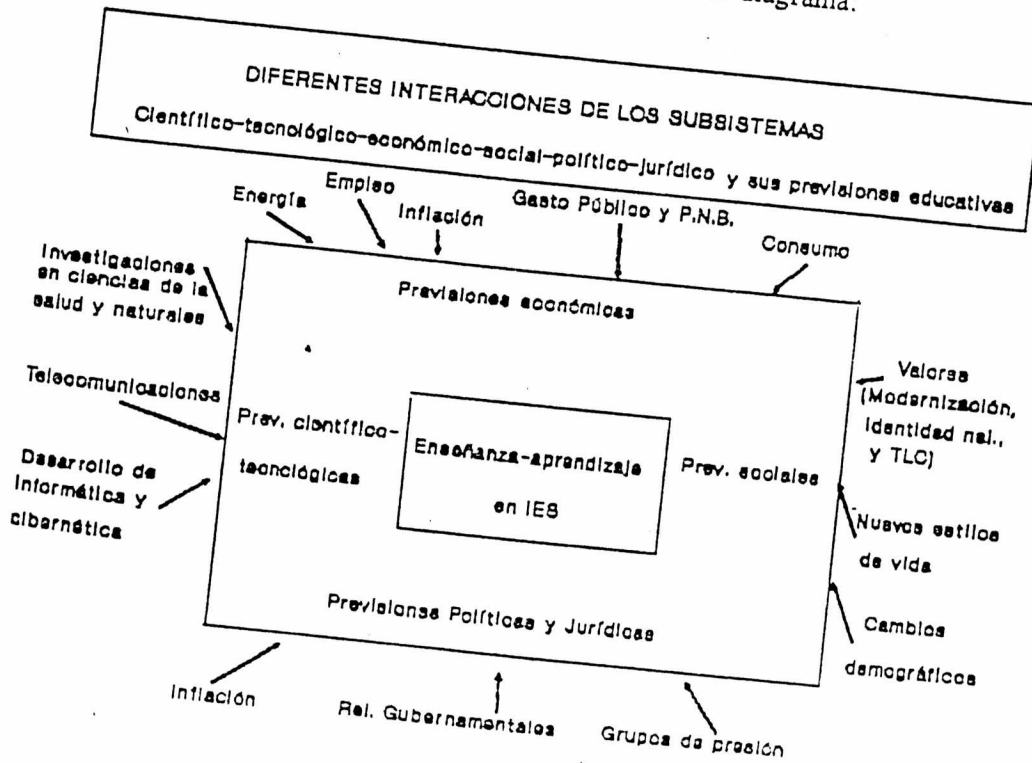 diagrama.
DIFERENTES INTERACCIONES DE LOS SUBSISTEMAS
Científico-tecnológico-económico-social-político-jurídico y sus previsiones educativas
Energía
Empleo
Inflación
Gasto Público y P.N.B.
Consumo
Investigaciones
en ciencias de la
salud y naturales
Telecomunicaciones
Desarrollo de
Informática y
cibernética
Previsiones económicas
Prev. científico-
tecnológicas
Enseñanza-aprendizaje
en IES
Prev. sociales
Previsiones Políticas y Jurídicas
Valores
(Modernización,
Identidad nal.,
y TLC)
Nuevos estilos
de vida
Cambios
demográficos
Inflación
Rel. Gubernamentales
Grupos de presión